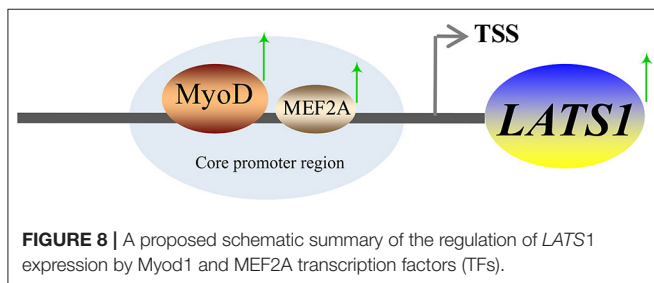 TSS
MyoD
MEF2A
LATS1
Core promoter region
FIGURE 8 | A proposed schematic summary of the regulation of LATS1
expression by Myod1 and MEF2A transcription factors (TFs).